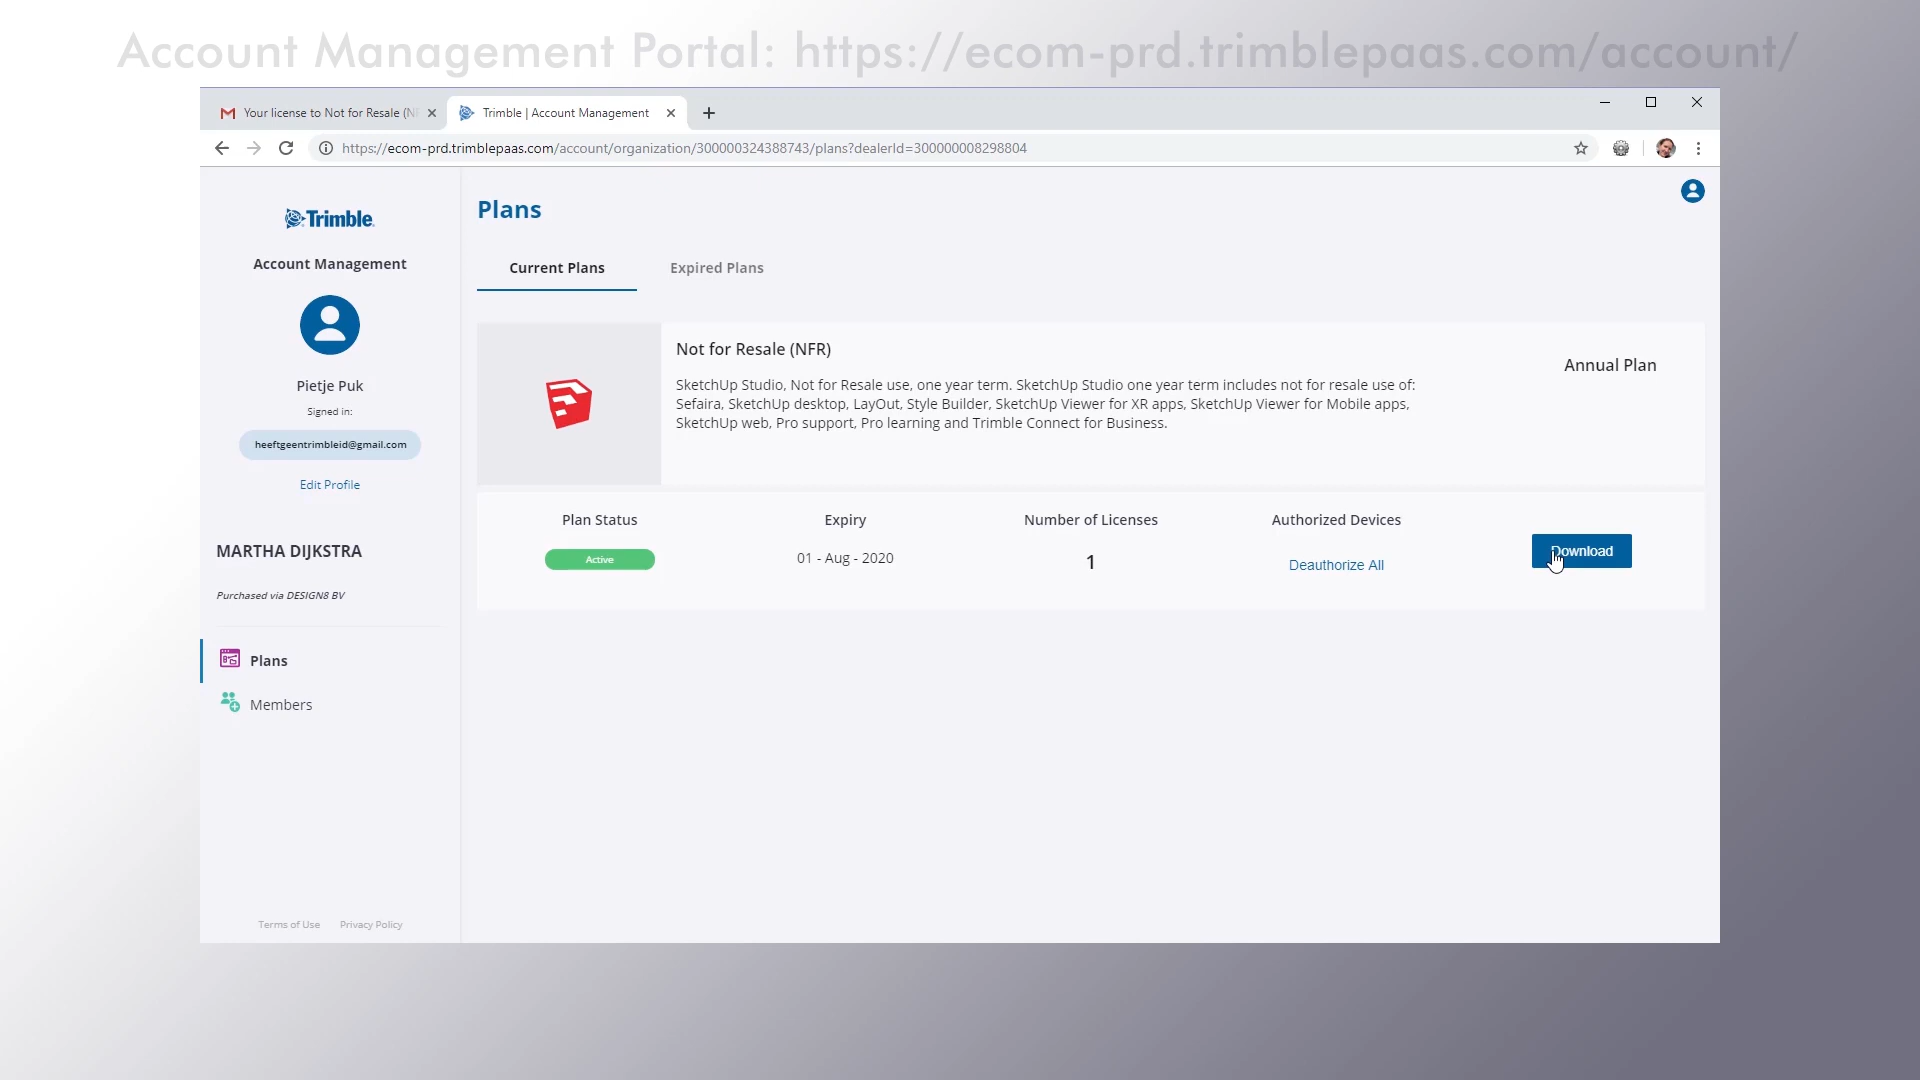 Account Management Portal: https://ecom-prd.trimblepaas.com/account/
Your license to Not for Resale (NF
Trimble | Account Management
https://ecom-prd.trimblepaas.com/account/organization/300000324388743/plans?dealerId=300000008298804
Trimble
Account Management
Pietje Puk
Signed in:
heeftgeentrimbleid@gmail.com
Edit Profile
MARTHA DIJKSTRA
Purchased via DESIGN8 BV
Plans
Members
Terms of Use Privacy Policy
Plans
Current Plans Expired Plans
Not for Resale (NFR)
Annual Plan
SketchUp Studio, Not for Resale use, one year term. SketchUp Studio one year term includes not for resale use of:
Sefaira, SketchUp desktop, LayOut, Style Builder, SketchUp Viewer for XR apps, SketchUp Viewer for Mobile apps,
SketchUp web, Pro support, Pro learning and Trimble Connect for Business.
Plan Status Expiry Number of Licenses Authorized Devices
Active 01 - Aug - 2020 1 Deauthorize All Download